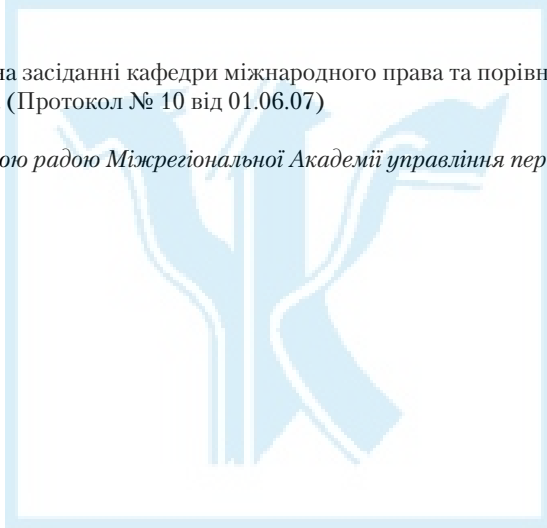 на засіданні кафедри міжнародного права та порівн
(Протокол № 10 від 01.06.07)
ою радою Міжрегіональної Академії управління пер